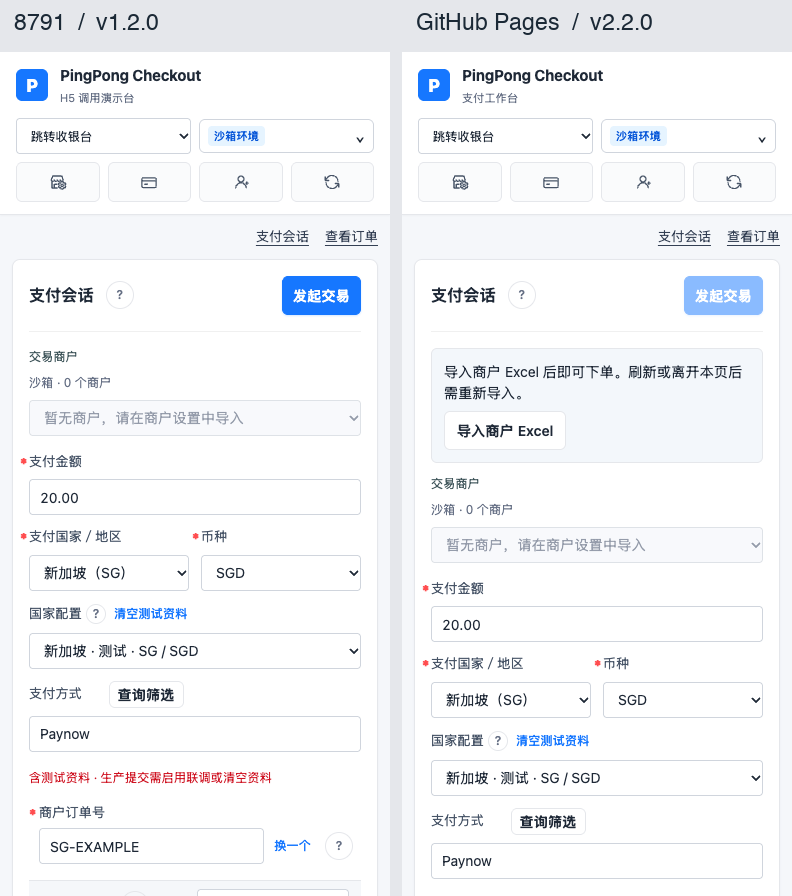 8791 / v1.2.0
P
PingPong Checkout
H5 调用演示台
跳转收银台
沙箱环境
支付会话
查看订单
支付会话
?
发起交易
交易商户
沙箱 · 0 个商户
暂无商户，请在商户设置中导入
*支付金额
20.00
*支付国家 / 地区
*币种
新加坡（SG）
SGD
国家配置
?
清空测试资料
新加坡 · 测试 · SG / SGD
支付方式
查询筛选
Paynow
含测试资料 · 生产提交需启用联调或清空资料
*商户订单号
SG-EXAMPLE
换一个
?
GitHub Pages / v2.2.0
P
PingPong Checkout
支付工作台
跳转收银台
沙箱环境
支付会话
查看订单
支付会话
?
发起交易
导入商户 Excel 后即可下单。刷新或离开本页后
需重新导入。
导入商户 Excel
交易商户
沙箱 · 0 个商户
暂无商户，请在商户设置中导入
*支付金额
20.00
*支付国家 / 地区
*币种
新加坡（SG）
SGD
国家配置
?
清空测试资料
新加坡 · 测试 · SG / SGD
支付方式
查询筛选
Paynow